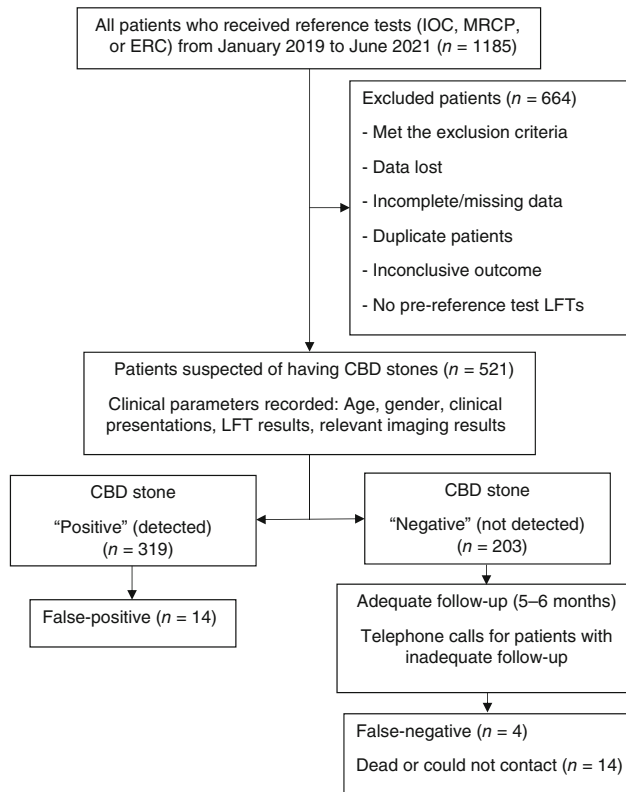 All patients who received reference tests (IOC, MRCP,
or ERC) from January 2019 to June 2021 (n = 1185)
Excluded patients (n = 664)
- Met the exclusion criteria
- Data lost
- Incomplete/missing data
- Duplicate patients
- Inconclusive outcome
- No pre-reference test LFTs
Patients suspected of having CBD stones (n = 521)
Clinical parameters recorded: Age, gender, clinical
presentations, LFT results, relevant imaging results
CBD stone
“Positive” (detected)
(n = 319)
CBD stone
“Negative” (not detected)
(n = 203)
False-positive (n = 14)
Adequate follow-up (5–6 months)
Telephone calls for patients with
inadequate follow-up
False-negative (n = 4)
Dead or could not contact (n = 14)